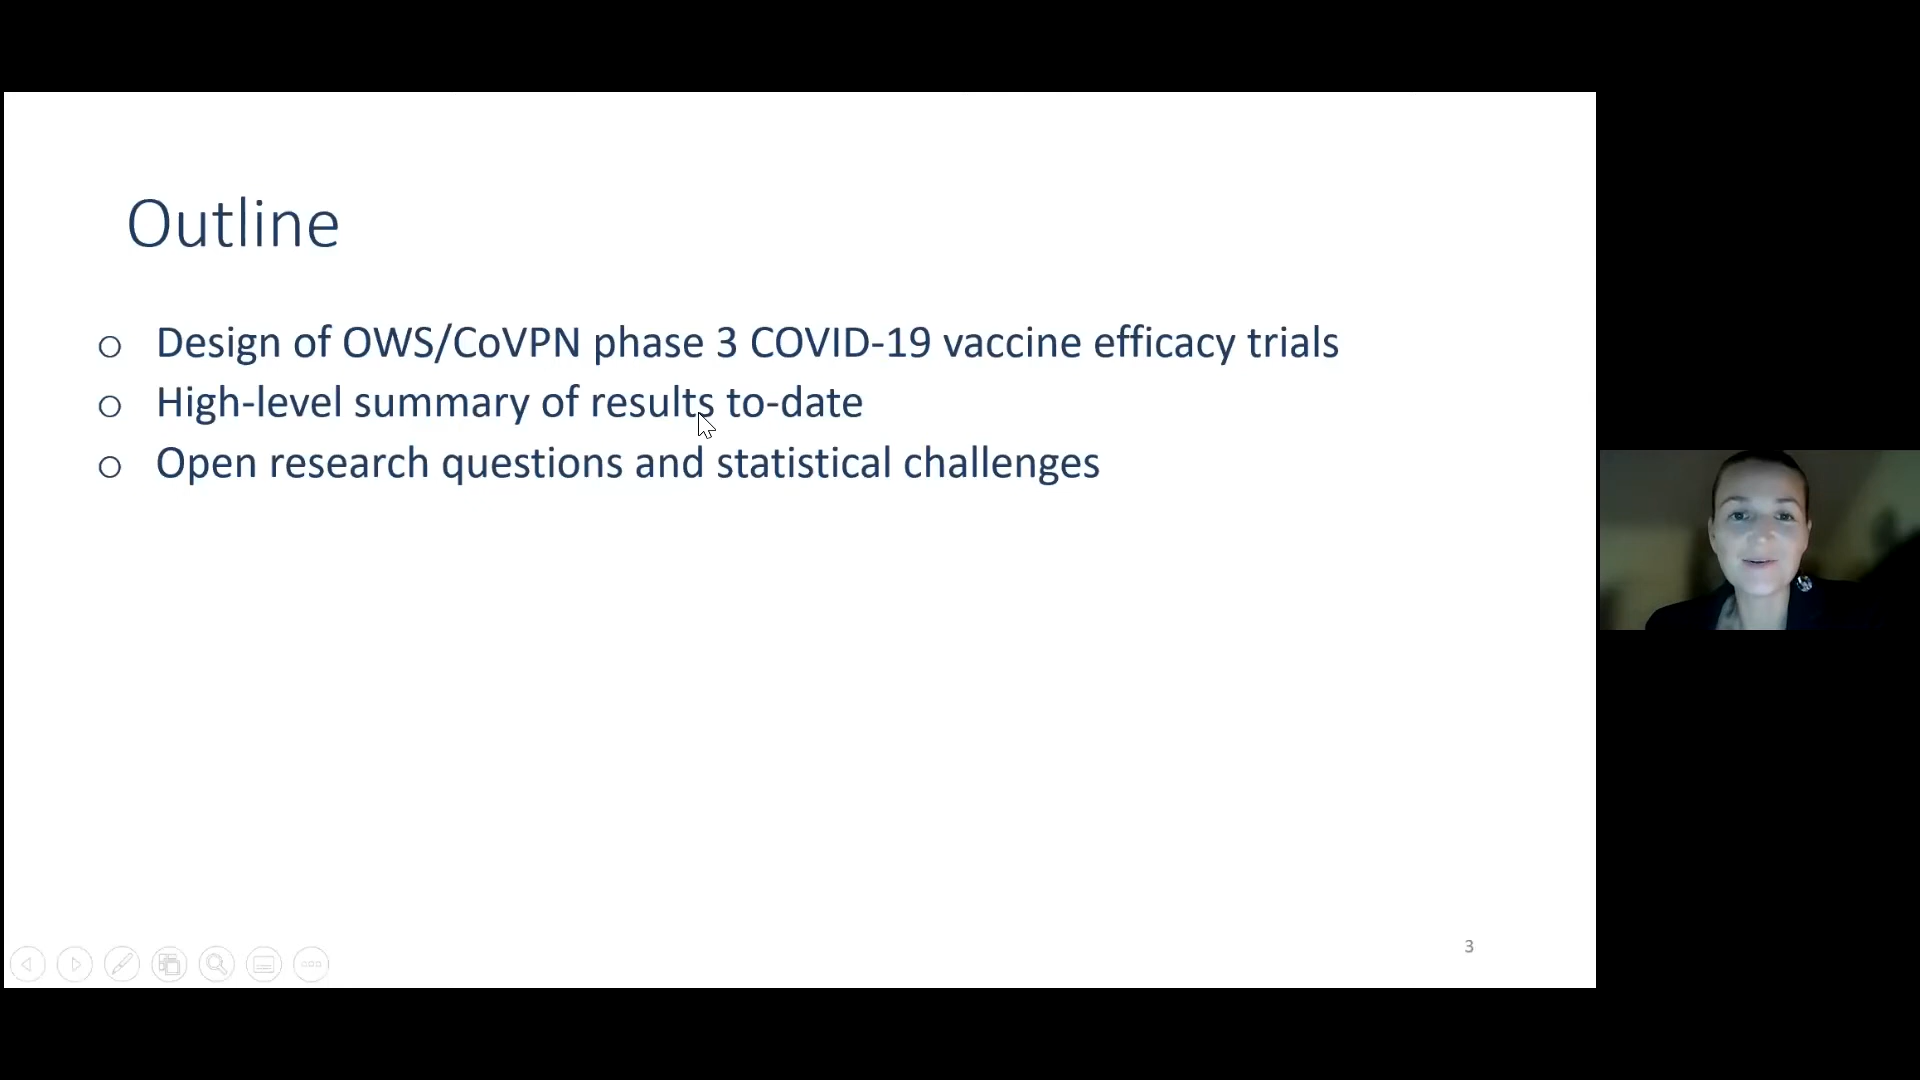 Outline
o Design of OWS/CoVPN phase 3 COVID-19 vaccine efficacy trials
o High-level summary of results to-date
o Open research questions and statistical challenges
3